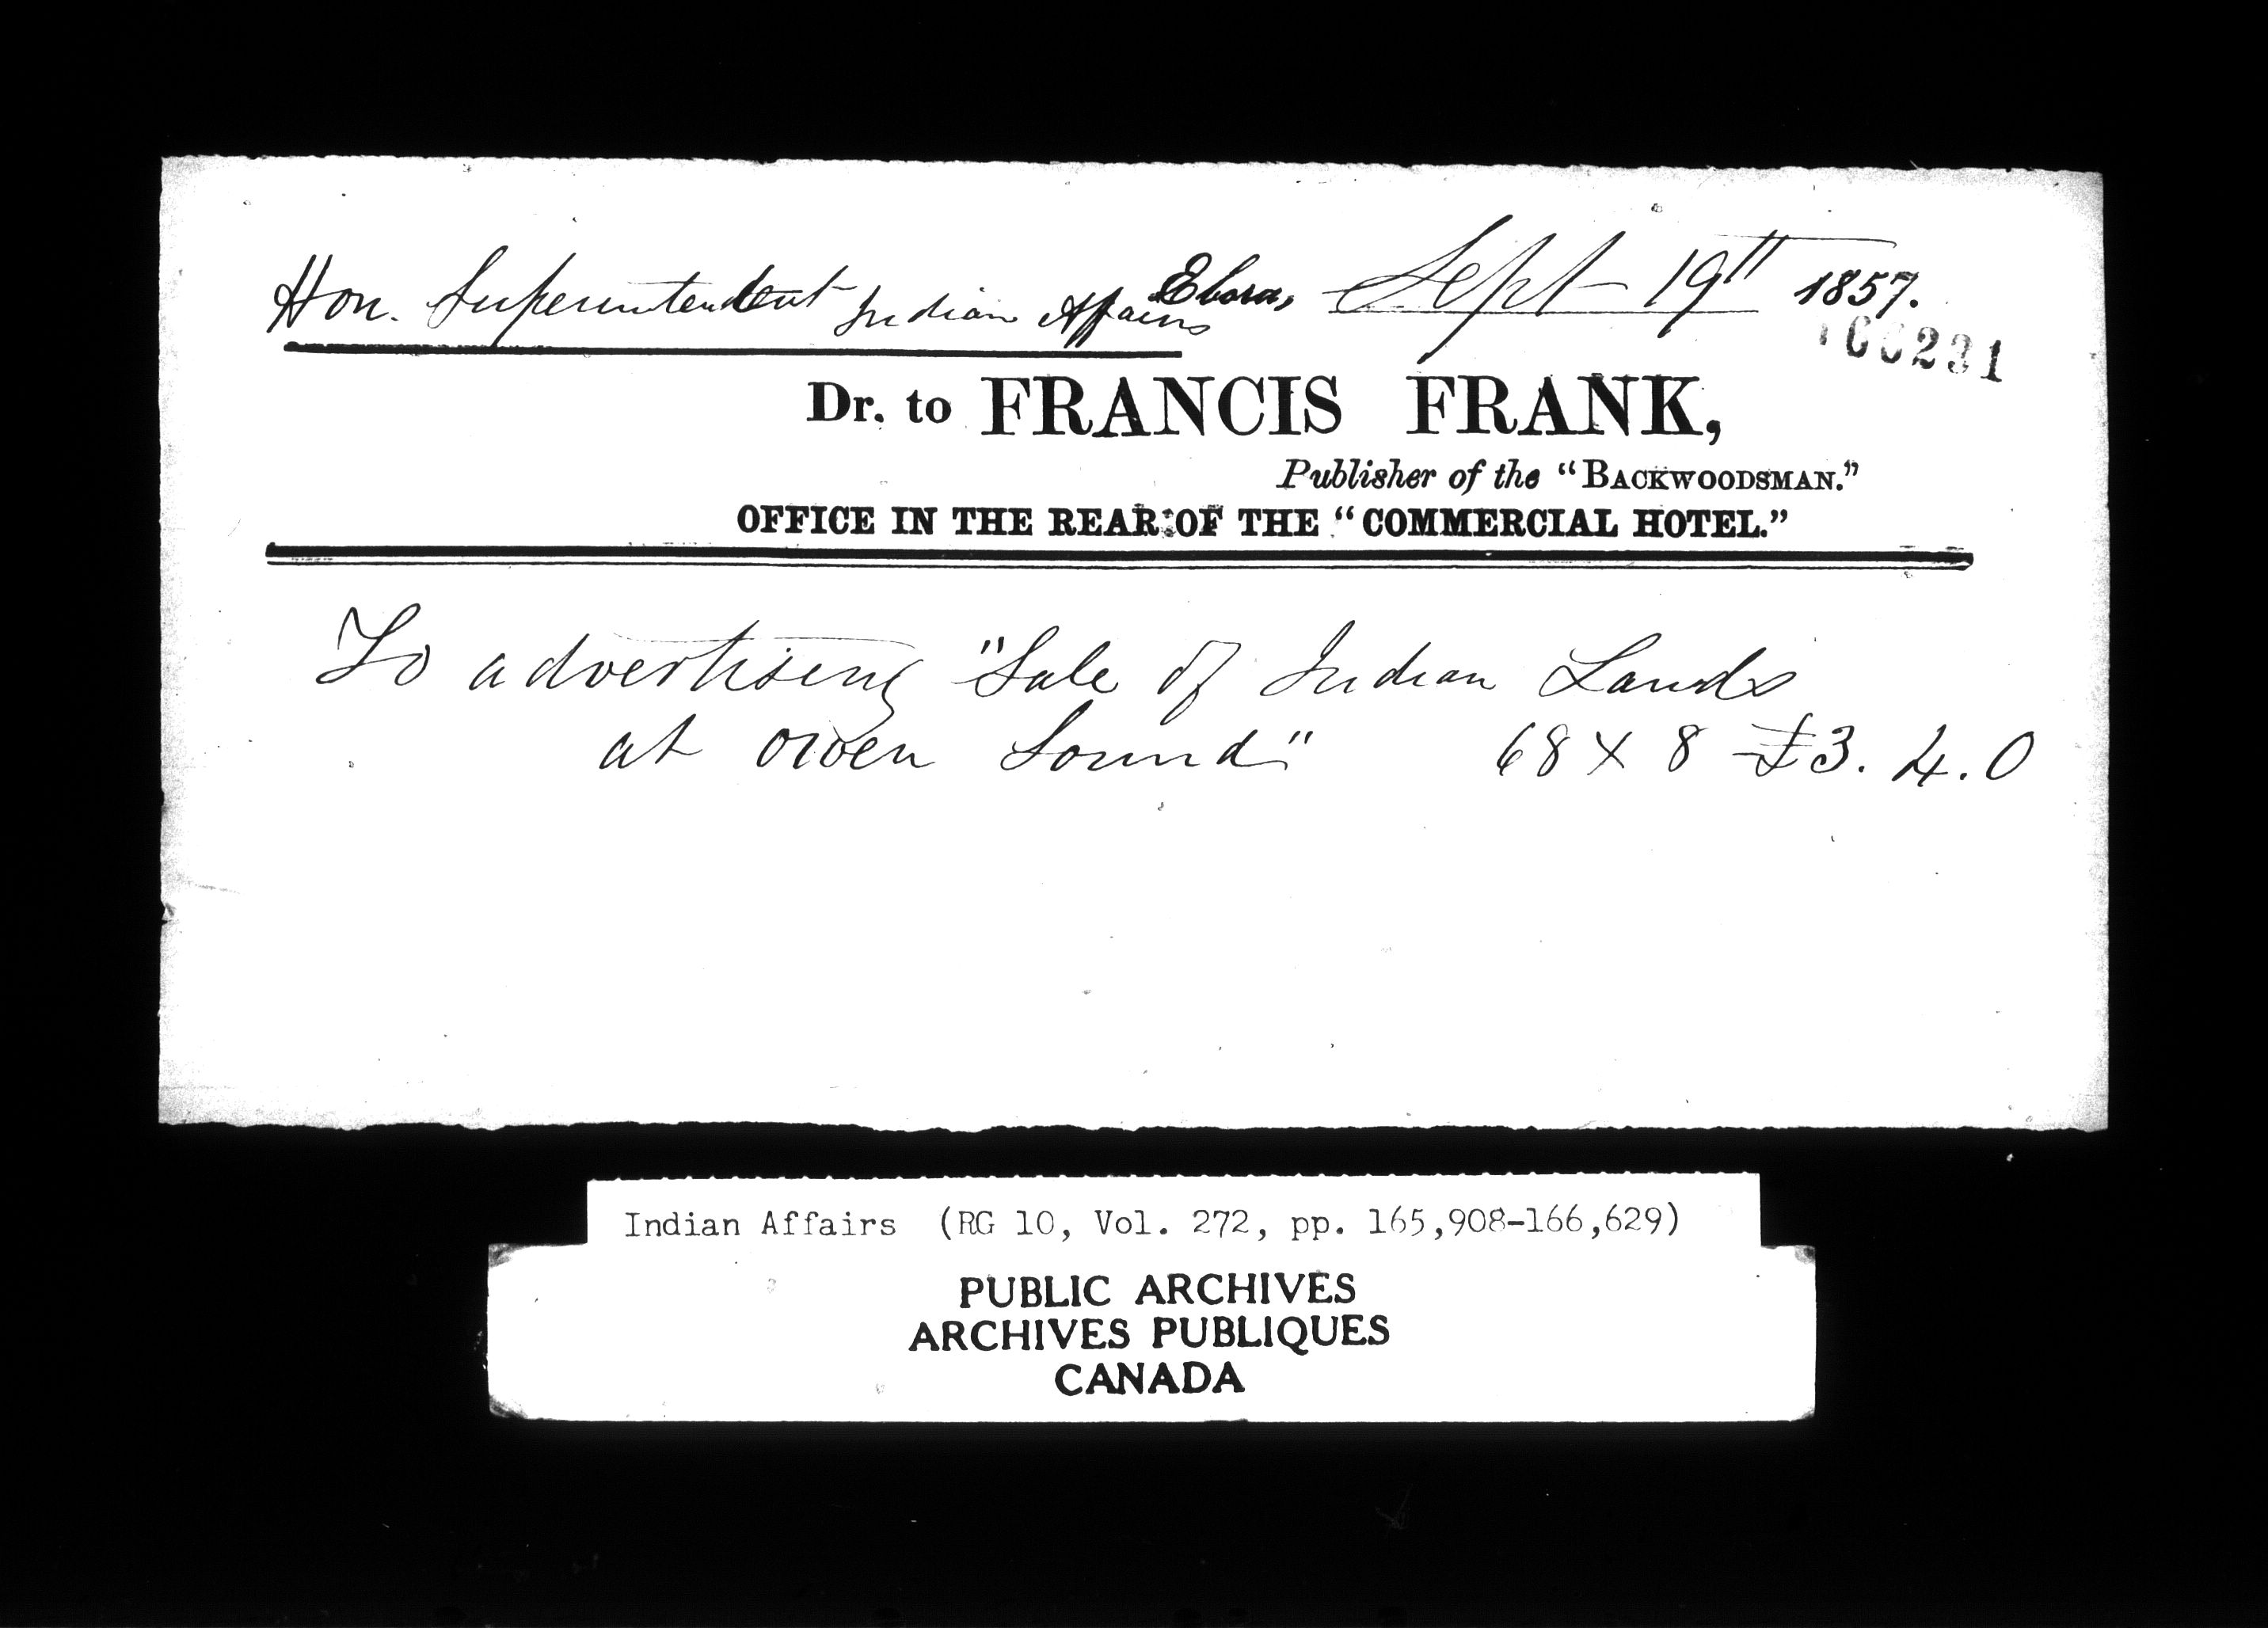 Hon. Superintendent Indian Affairs Elora, Sept 19th 1857.
166231
Dr. to FRANCIS FRANK,
Publisher of the "BACKWOODSMAN."
OFFICE IN THE REAR OF THE "COMMERCIAL HOTEL."
To advertising "Sale of Indian Lands
at Owen Sound" 68 x 8 £3. 4. 0
Indian Affairs (RG 10, Vol. 272, pp. 165,908-166,629)
PUBLIC ARCHIVES
ARCHIVES PUBLIQUES
CANADA